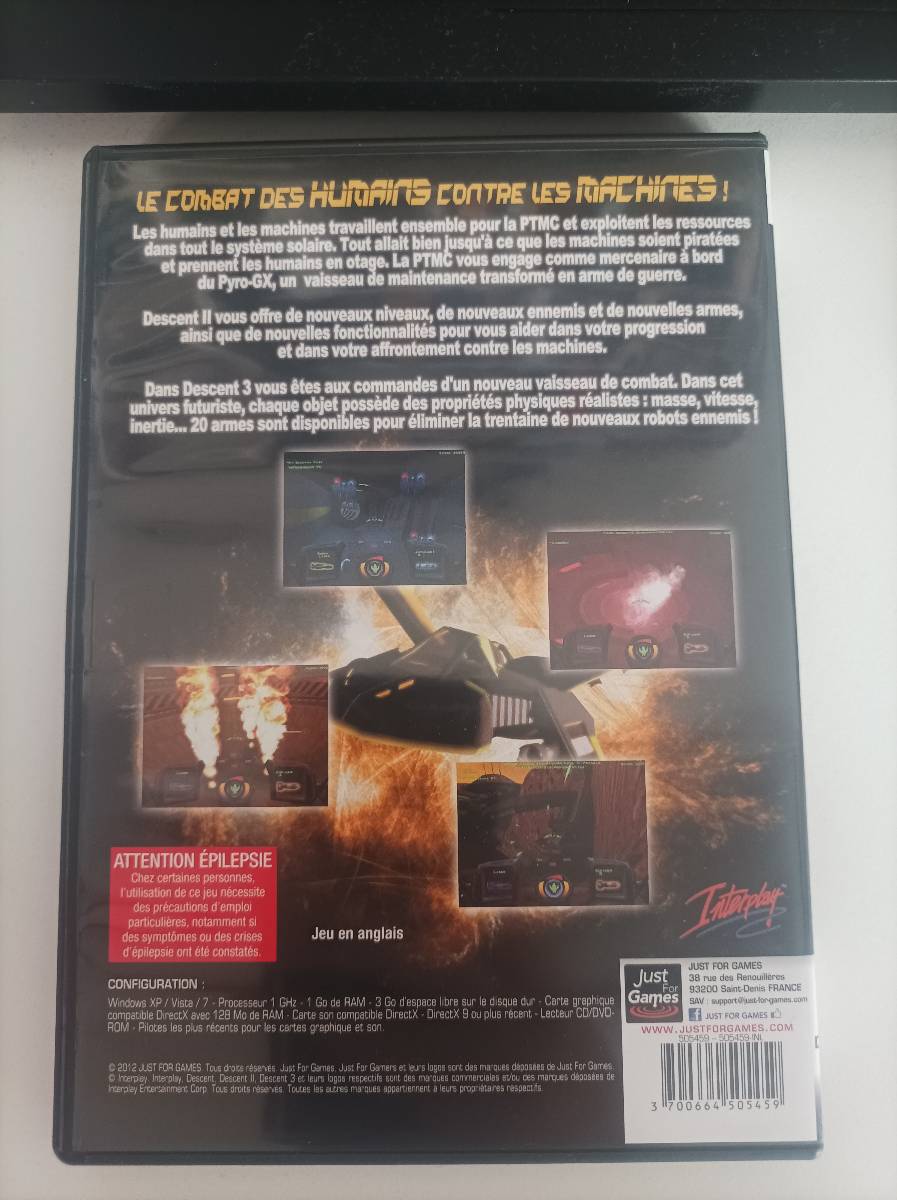 LE COMBAT DES HUMAINS CONTRE LES MACHINES !
Les humains et les machines travaillent ensemble pour la PTMC et exploitent les ressources
dans tout le système solaire. Tout allait bien jusqu'à ce que les machines soient piratées
et prennent les humains en otage. La PTMC vous engage comme mercenaire à bord
du Pyro-GX, un vaisseau de maintenance transformé en arme de guerre.
Descent II vous offre de nouveaux niveaux, de nouveaux ennemis et de nouvelles armes,
ainsi que de nouvelles fonctionnalités pour vous aider dans votre progression
et dans votre affrontement contre les machines.
Dans Descent 3 vous êtes aux commandes d'un nouveau vaisseau de combat. Dans cet
univers futuriste, chaque objet possède des propriétés physiques réalistes : masse, vitesse,
inertie... 20 armes sont disponibles pour éliminer la trentaine de nouveaux robots ennemis !
ATTENTION ÉPILEPSIE
Chez certaines personnes,
l'utilisation de ce jeu nécessite
des précautions d'emploi
particulières, notamment si
des symptômes ou des crises
d'épilepsie ont été constatés.
Jeu en anglais
Interplay™
CONFIGURATION :
Windows XP / Vista / 7 - Processeur 1 GHz - 1 Go de RAM - 3 Go d'espace libre sur le disque dur - Carte graphique
compatible DirectX avec 128 Mo de RAM - Carte son compatible DirectX - DirectX 9 ou plus récent - Lecteur CD/DVD-
ROM - Pilotes les plus récents pour les cartes graphique et son.
© 2012 JUST FOR GAMES. Tous droits réservés. Just For Games, Just For Gamers et leurs logos sont des marques déposées de Just For Games.
© Interplay. Interplay, Descent, Descent II, Descent 3 et leurs logos respectifs sont des marques commerciales et/ou des marques déposées de
Interplay Entertainment Corp. Tous droits réservés. Toutes les autres marques appartiennent à leurs propriétaires respectifs.
Just
For
Games
JUST FOR GAMES
38 rue des Renouillères
93200 Saint-Denis FRANCE
SAV : support@just-for-games.com
f JUST FOR GAMES
WWW.JUSTFORGAMES.COM
505459 - 505459-INL
3 700664 505459